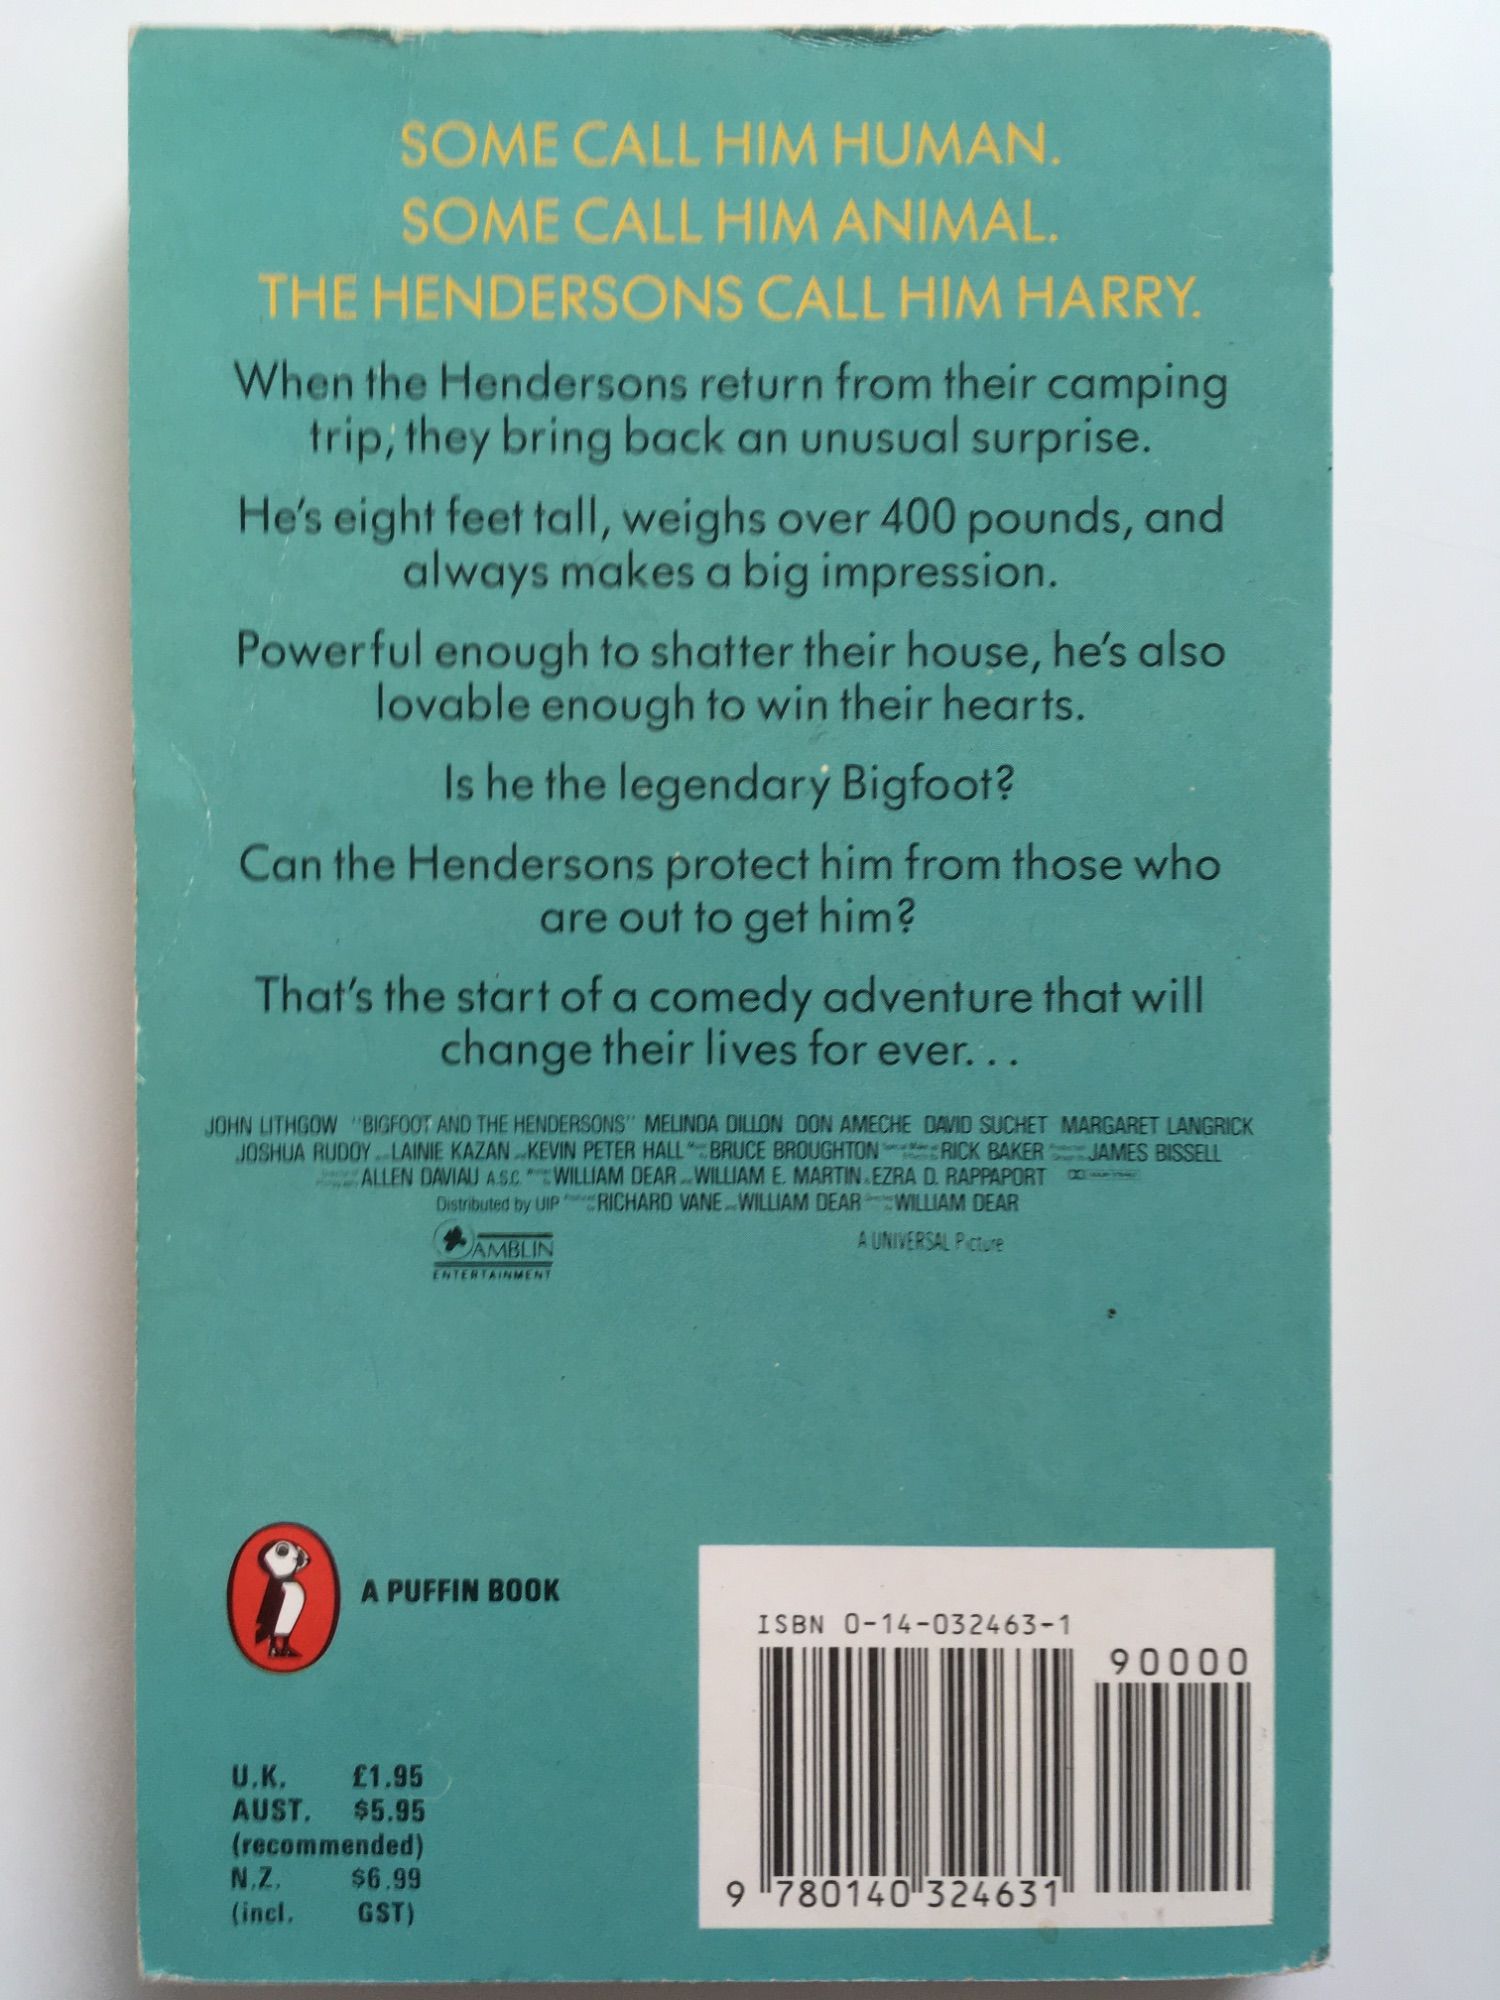 SOME CALL HIM HUMAN.
SOME CALL HIM ANIMAL.
THE HENDERSONS CALL HIM HARRY.
When the Hendersons return from their camping
trip, they bring back an unusual surprise.
He's eight feet tall, weighs over 400 pounds, and
always makes a big impression.
Powerful enough to shatter their house, he's also
lovable enough to win their hearts.
Is he the legendary Bigfoot?
Can the Hendersons protect him from those who
are out to get him?
That's the start of a comedy adventure that will
change their lives for ever. . .
JOHN LITHGOW "BIGFOOT AND THE HENDERSONS" MELINDA DILLON DON AMECHE DAVID SUCHET MARGARET LANGRICK
JOSHUA RUDOY LAINIE KAZAN KEVIN PETER HALL BRUCE BROUGHTON RICK BAKER JAMES BISSELL
ALLEN DAVIAU A.S.C. WILLIAM DEAR WILLIAM E. MARTIN EZRA D. RAPPAPORT
Distributed by UIP RICHARD VANE WILLIAM DEAR WILLIAM DEAR
AMBLIN
ENTERTAINMENT
A UNIVERSAL Picture
A PUFFIN BOOK
ISBN 0-14-032463-1
90000
9 780140 324631
U.K. £1.95
AUST. $5.95
(recommended)
N.Z. $6.99
(incl. GST)